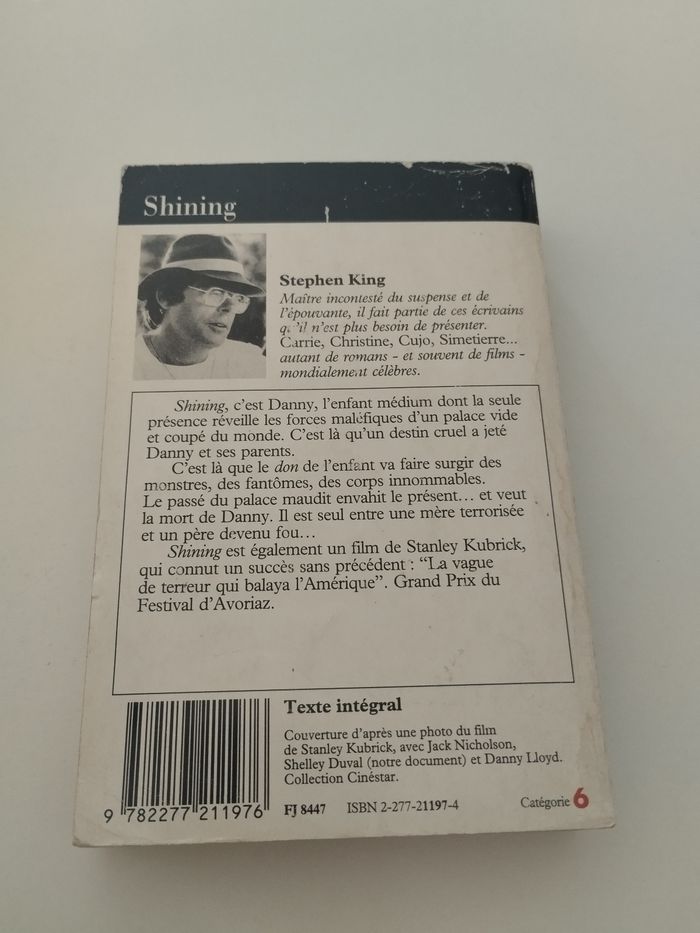 Shining
Stephen King
Maître incontesté du suspense et de
l'épouvante, il fait partie de ces écrivains
qu'il n'est plus besoin de présenter.
Carrie, Christine, Cujo, Simetierre...
autant de romans - et souvent de films -
mondialement célèbres.
Shining, c'est Danny, l'enfant médium dont la seule
présence réveille les forces maléfiques d'un palace vide
et coupé du monde. C'est là qu'un destin cruel a jeté
Danny et ses parents.
C'est là que le don de l'enfant va faire surgir des
monstres, des fantômes, des corps innommables.
Le passé du palace maudit envahit le présent... et veut
la mort de Danny. Il est seul entre une mère terrorisée
et un père devenu fou...
Shining est également un film de Stanley Kubrick,
qui connut un succès sans précédent : "La vague
de terreur qui balaya l'Amérique". Grand Prix du
Festival d'Avoriaz.
Texte intégral
Couverture d'après une photo du film
de Stanley Kubrick, avec Jack Nicholson,
Shelley Duval (notre document) et Danny Lloyd.
Collection Cinéstar.
9 782277 211976
FJ 8447 ISBN 2-277-21197-4 Catégorie 6